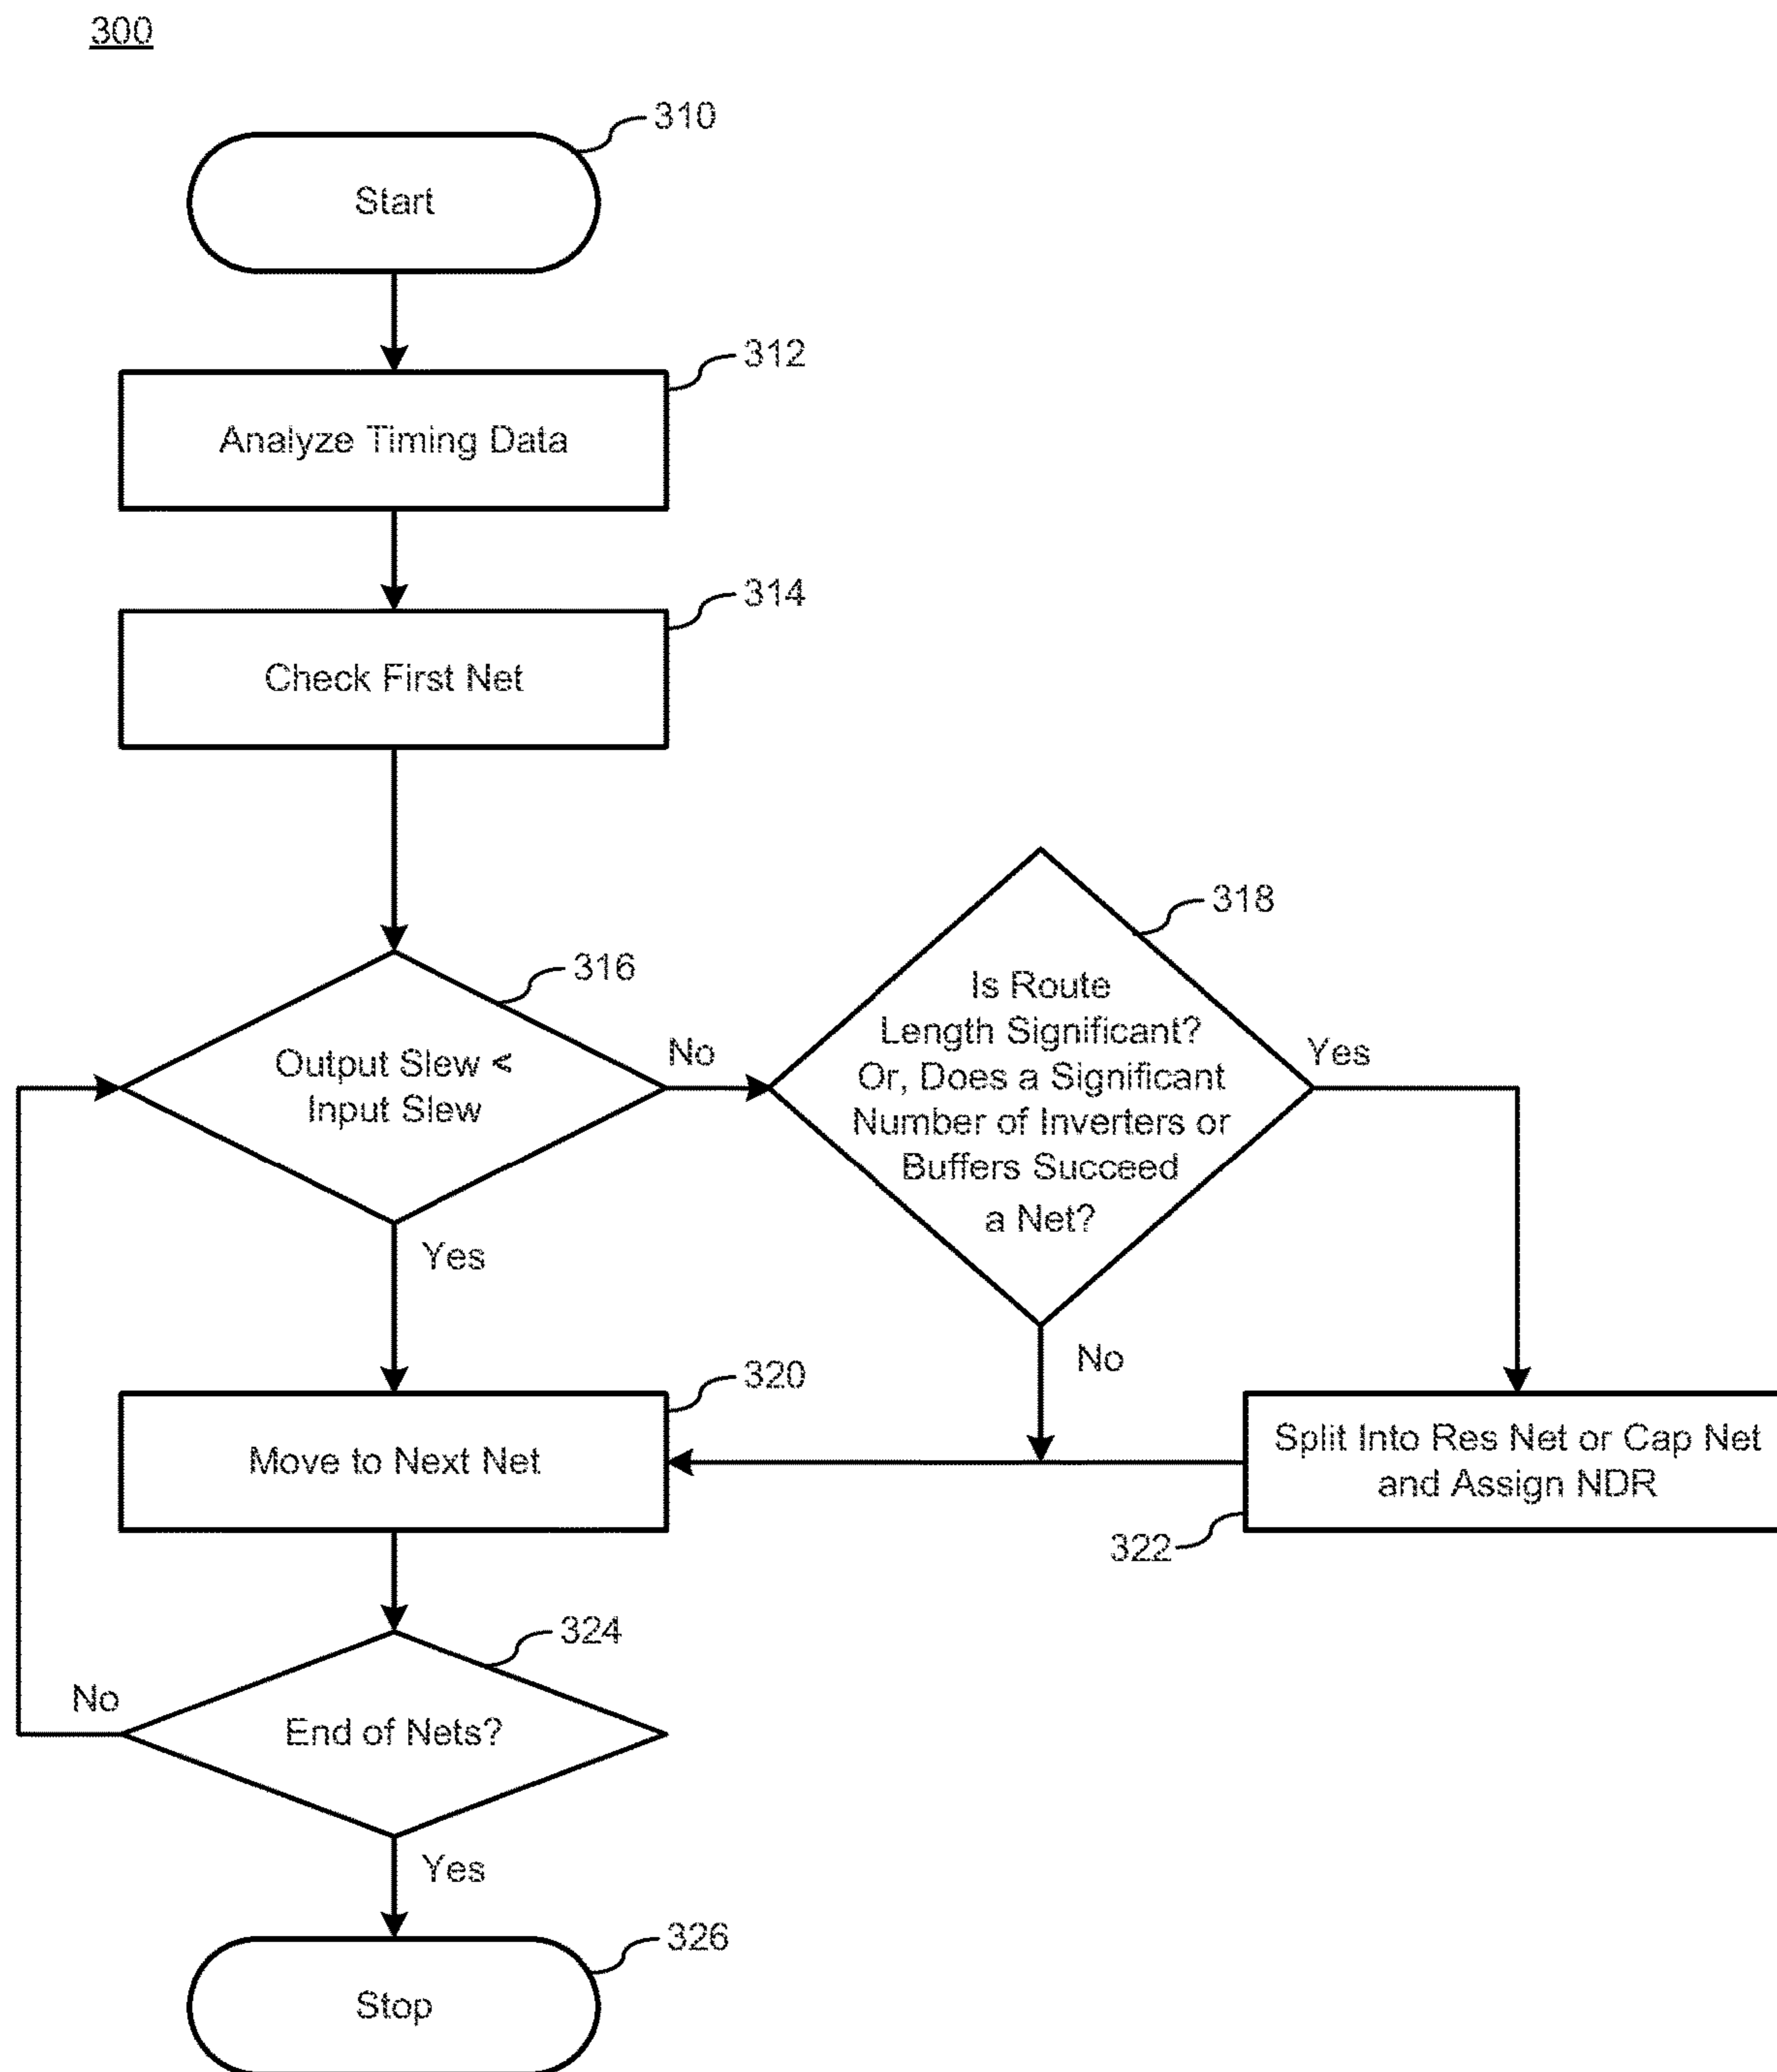 300
310
Start
312
Analyze Timing Data
314
Check First Net
316
Output Slew <
Input Slew
No
Yes
318
Is Route
Length Significant?
Or, Does a Significant
Number of Inverters or
Buffers Succeed
a Net?
Yes
No
320
Move to Next Net
Split Into Res Net or Cap Net
and Assign NDR
322
324
End of Nets?
No
Yes
326
Stop